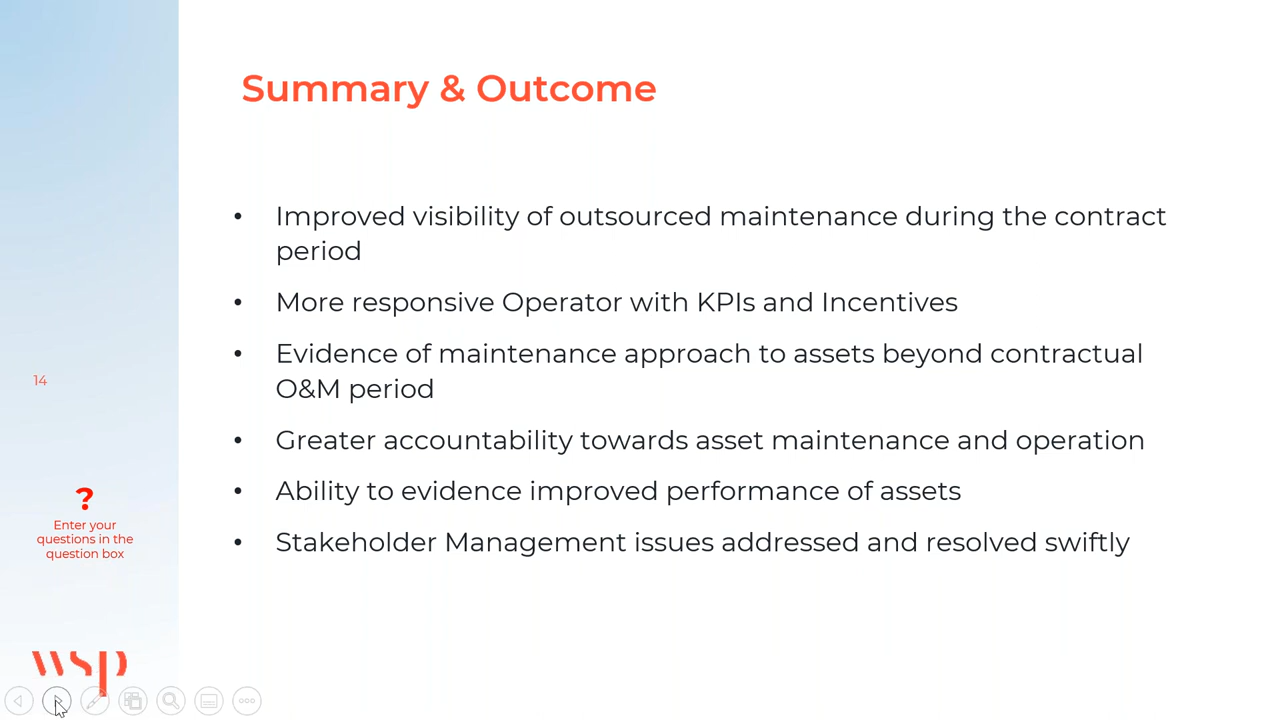 Summary & Outcome
• Improved visibility of outsourced maintenance during the contract
period
• More responsive Operator with KPIs and Incentives
• Evidence of maintenance approach to assets beyond contractual
O&M period
• Greater accountability towards asset maintenance and operation
• Ability to evidence improved performance of assets
• Stakeholder Management issues addressed and resolved swiftly
14
?
Enter your
questions in the
question box
wsp